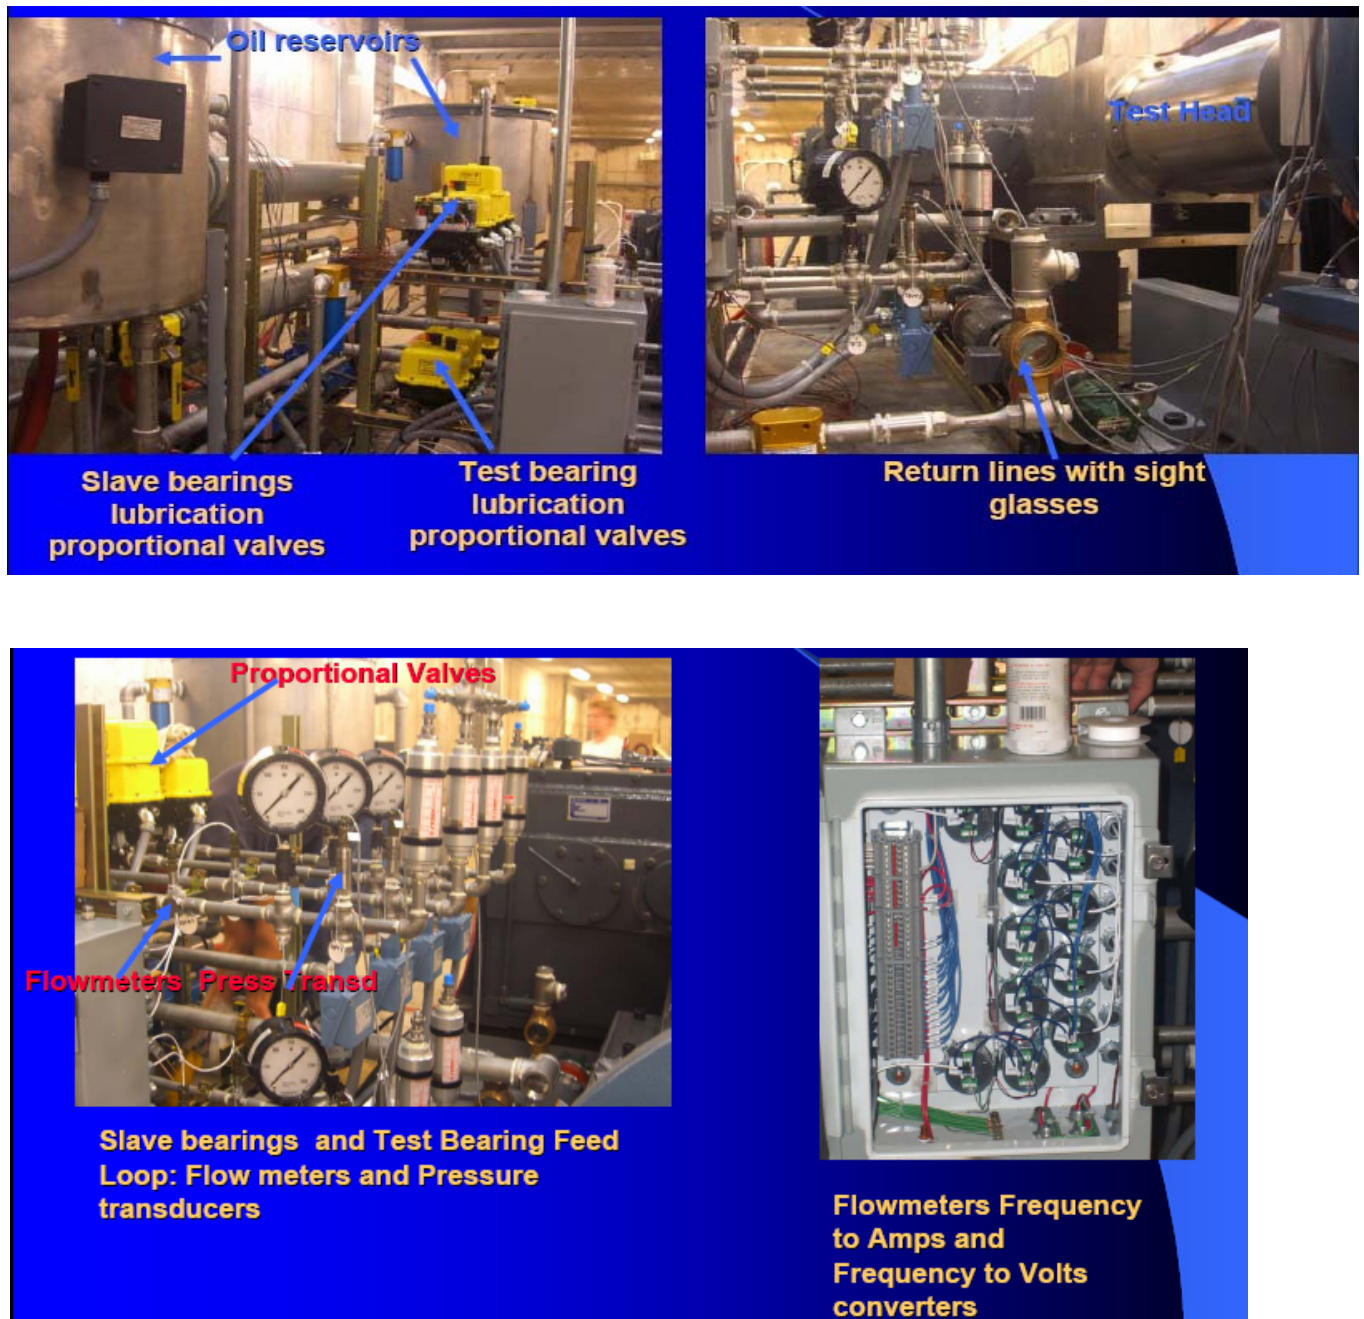 Oil reservoirs
Test Head
Slave bearings
lubrication
proportional valves
Test bearing
lubrication
proportional valves
Return lines with sight
glasses
Proportional Valves
Flowmeters Press Transd
Slave bearings and Test Bearing Feed
Loop: Flow meters and Pressure
transducers
Flowmeters Frequency
to Amps and
Frequency to Volts
converters